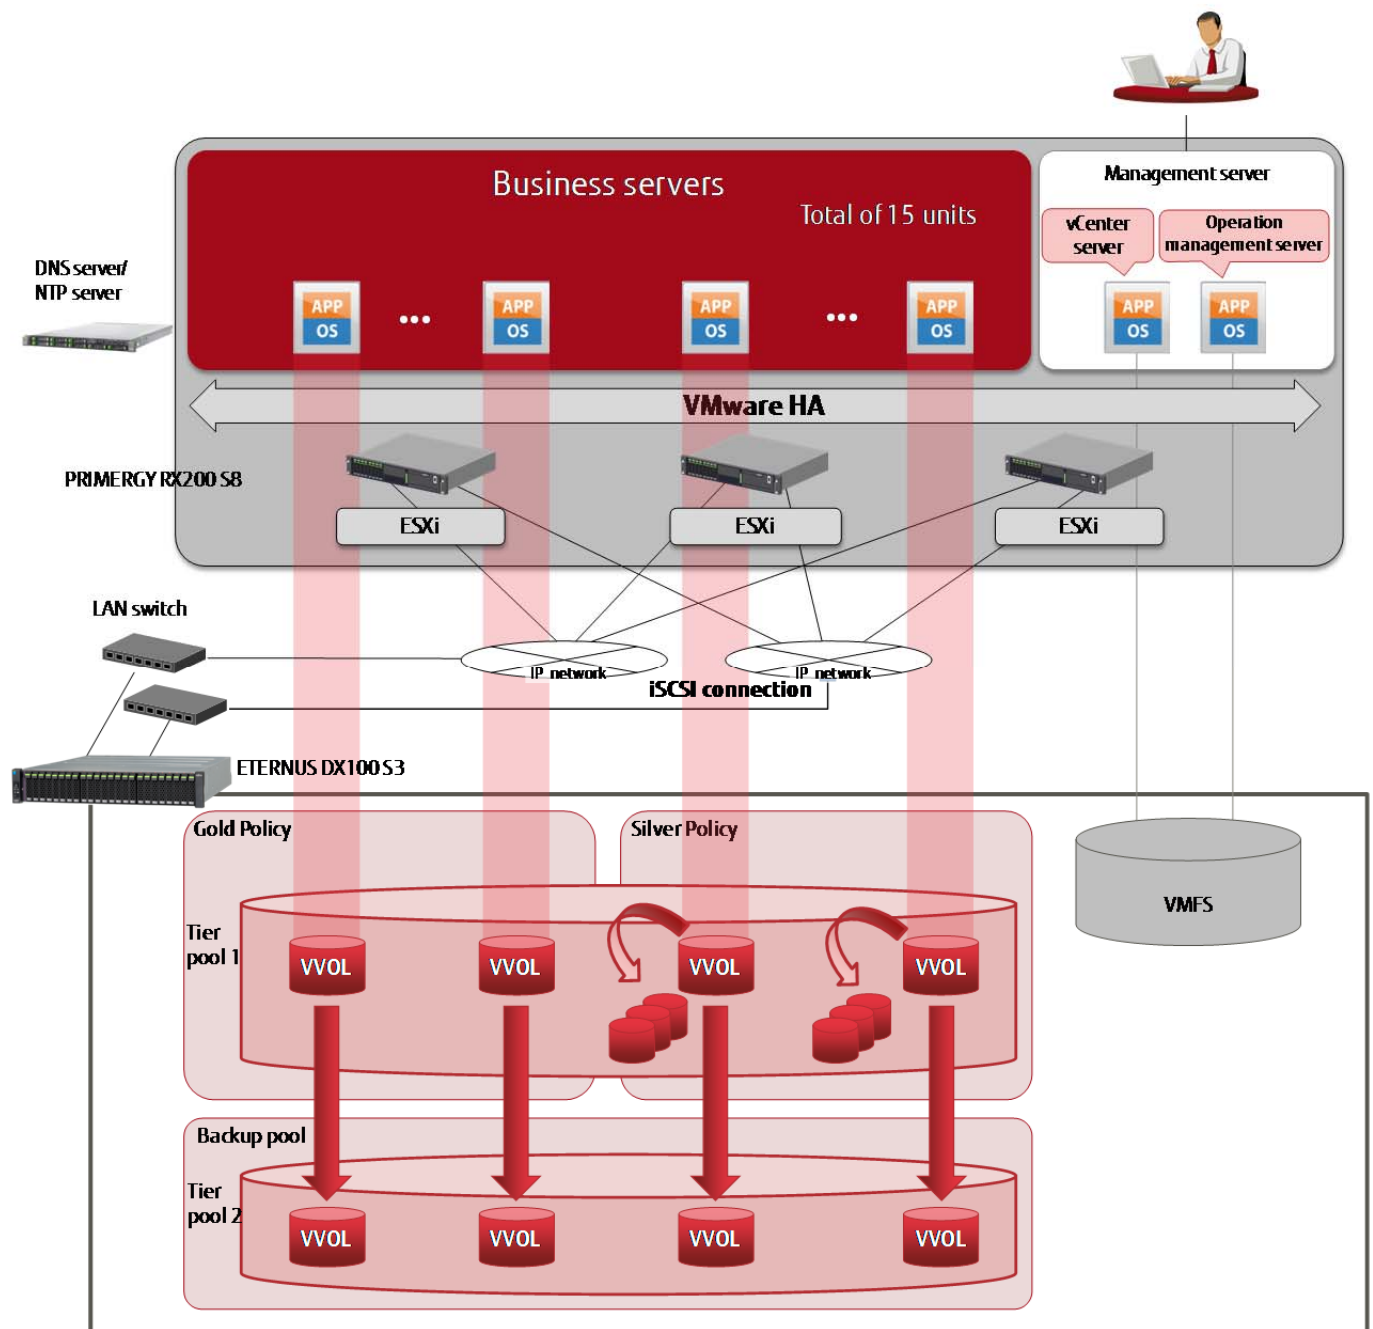 Business servers
Total of 15 units
Management server
vCenter
server
Operation
management server
DNS server/
NTP server
APP
OS
...
APP
OS
APP
OS
...
APP
OS
APP
OS
APP
OS
VMware HA
PRIMERGY RX200 S8
ESXi
ESXi
ESXi
LAN switch
IP network
IP network
iSCSI connection
ETERNUS DX100 S3
Gold Policy
Silver Policy
VMFS
Tier
pool 1
VVOL
VVOL
VVOL
VVOL
Backup pool
Tier
pool 2
VVOL
VVOL
VVOL
VVOL